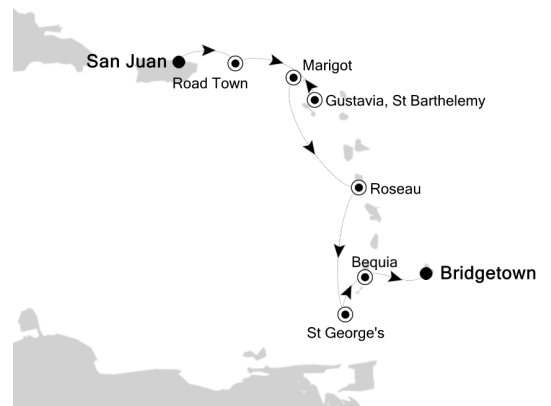 San Juan
Road Town
Marigot
Gustavia, St Barthelemy
Roseau
Bequia
Bridgetown
St George's